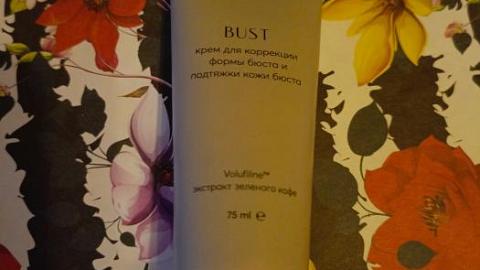 BUST
крем для коррекции
формы бюста и
подтяжки кожи бюста
Volufiline™
экстракт зеленого кофе
75 ml ℮